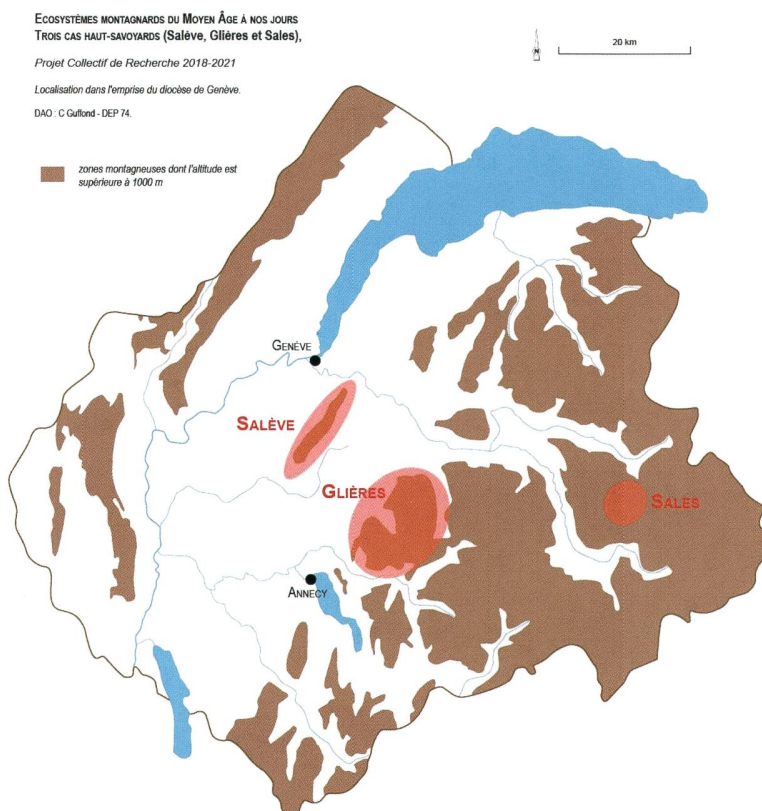 ECOSYSTÈMES MONTAGNARDS DU MOYEN ÂGE À NOS JOURS
TROIS CAS HAUT-SAVOYARDS (Salève, Glières et Sales),
Projet Collectif de Recherche 2018-2021
Localisation dans l'emprise du diocèse de Genève.
DAO : C Guffond - DEP 74.
N
20 km
zones montagneuses dont l'altitude est
supérieure à 1000 m
GENÈVE
SALÈVE
GLIÈRES
SALES
ANNECY